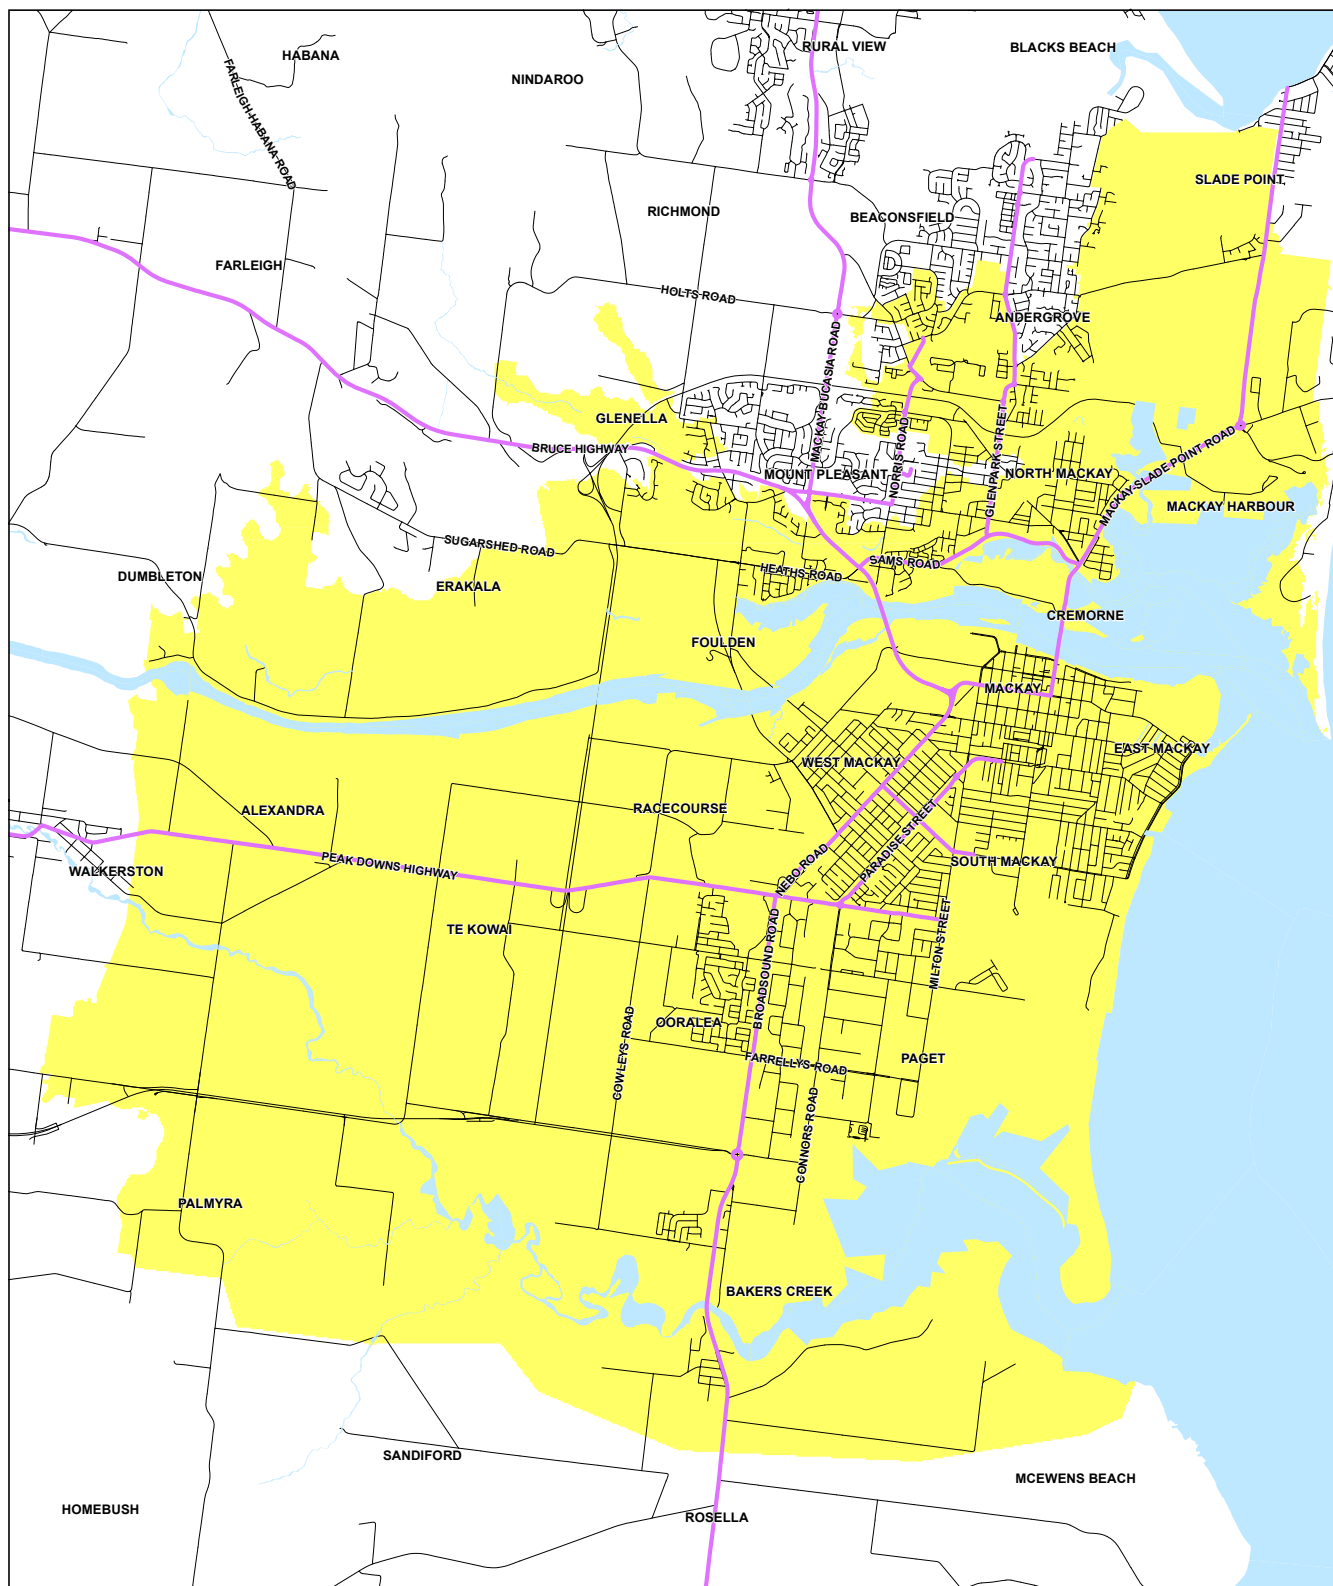 RURAL VIEW
BLACKS BEACH
HABANA
NINDAROO
FARLEIGH-HABANA ROAD
SLADE POINT
RICHMOND
BEACONSFIELD
FARLEIGH
HOLTS ROAD
ANDERGROVE
MACKAY-BUCASIA ROAD
GLENELLA
BRUCE HIGHWAY
MOUNT PLEASANT
NORRIS ROAD
GLENPARK STREET
NORTH MACKAY
MACKAY-SLADE POINT ROAD
MACKAY HARBOUR
SUGARSHED ROAD
DUMBLETON
ERAKALA
HEATHS ROAD
SAMS ROAD
CREMORNE
FOULDEN
MACKAY
EAST MACKAY
WEST MACKAY
ALEXANDRA
RACECOURSE
WALKERSTON
PEAK DOWNS HIGHWAY
NEBO ROAD
PARADISE STREET
SOUTH MACKAY
TE KOWAI
BROADSOUND ROAD
MILTON STREET
OORALEA
COWLEYS ROAD
FARRELLYS ROAD
PAGET
CONNORS ROAD
PALMYRA
BAKERS CREEK
SANDIFORD
MCEWENS BEACH
HOMEBUSH
ROSELLA